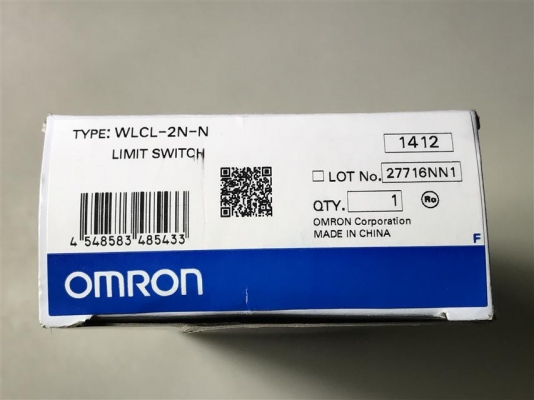 TYPE: WLCL-2N-N
LIMIT SWITCH
1412
LOT No. 27716NN1
QTY. 1
Ro
OMRON Corporation
MADE IN CHINA
4 548583 485433
F
OMRON